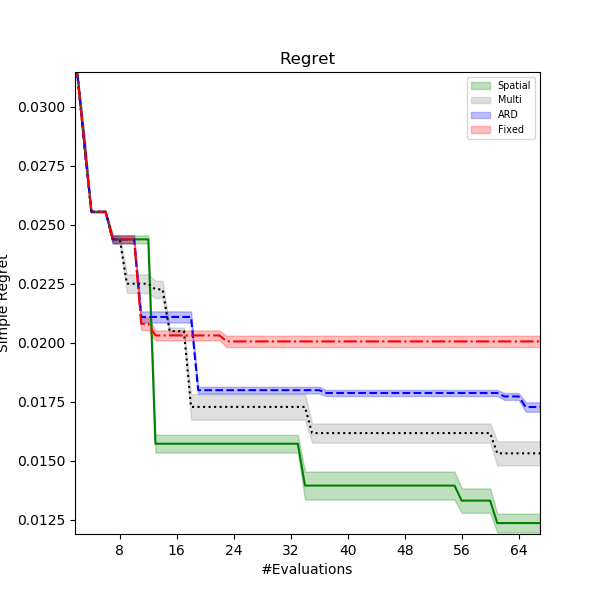 Regret
Simple Regret
0.0300
0.0275
0.0250
0.0225
0.0200
0.0175
0.0150
0.0125
Spatial
Multi
ARD
Fixed
8 16 24 32 40 48 56 64
#Evaluations